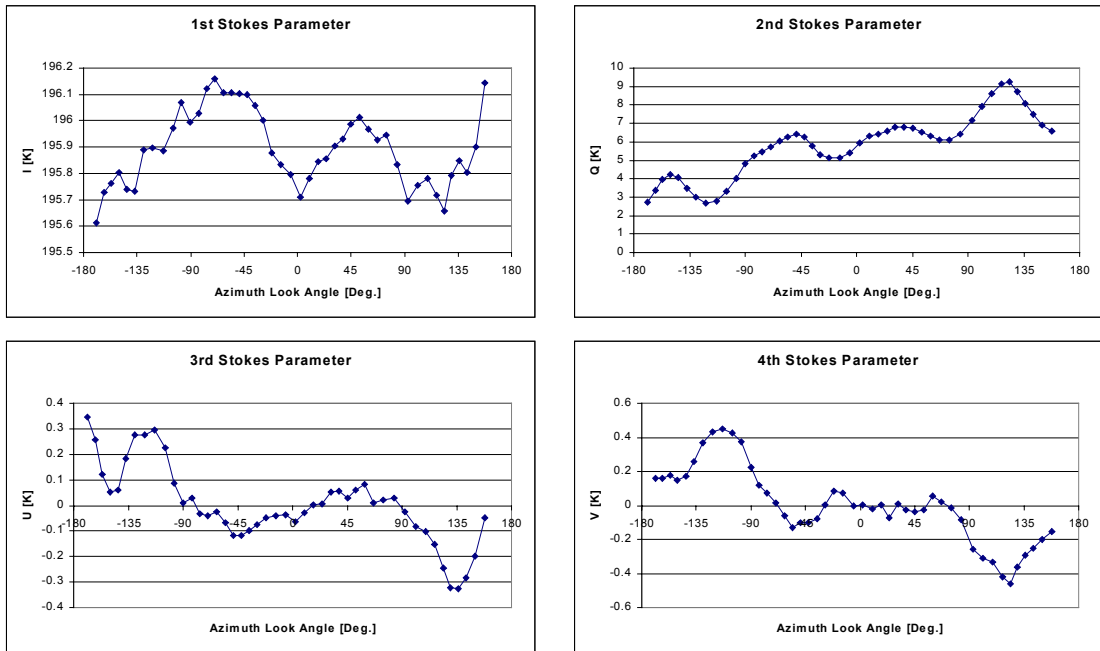 1st Stokes Parameter
I [K]
196.2
196.1
196
195.9
195.8
195.7
195.6
195.5
-180 -135 -90 -45 0 45 90 135 180
Azimuth Look Angle [Deg.]
2nd Stokes Parameter
Q [K]
10
9
8
7
6
5
4
3
2
1
0
-180 -135 -90 -45 0 45 90 135 180
Azimuth Look Angle [Deg.]
3rd Stokes Parameter
U [K]
0.4
0.3
0.2
0.1
0
-0.1
-0.2
-0.3
-0.4
-180 -135 -90 -45 0 45 90 135 180
Azimuth Look Angle [Deg.]
4th Stokes Parameter
V [K]
0.6
0.4
0.2
0
-0.2
-0.4
-0.6
-180 -135 -90 -45 0 45 90 135 180
Azimuth Look Angle [Deg.]